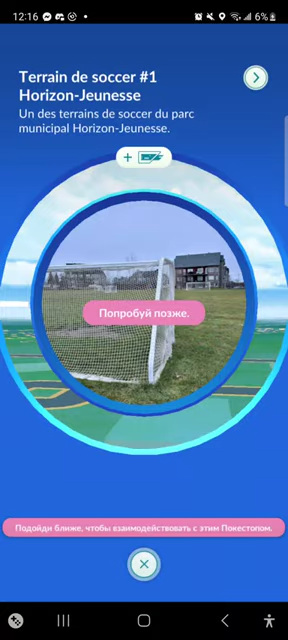 12:16
6%
Terrain de soccer #1
Horizon-Jeunesse
Un des terrains de soccer du parc
municipal Horizon-Jeunesse.
Попробуй позже.
Подойди ближе, чтобы взаимодействовать с этим Покестопом.